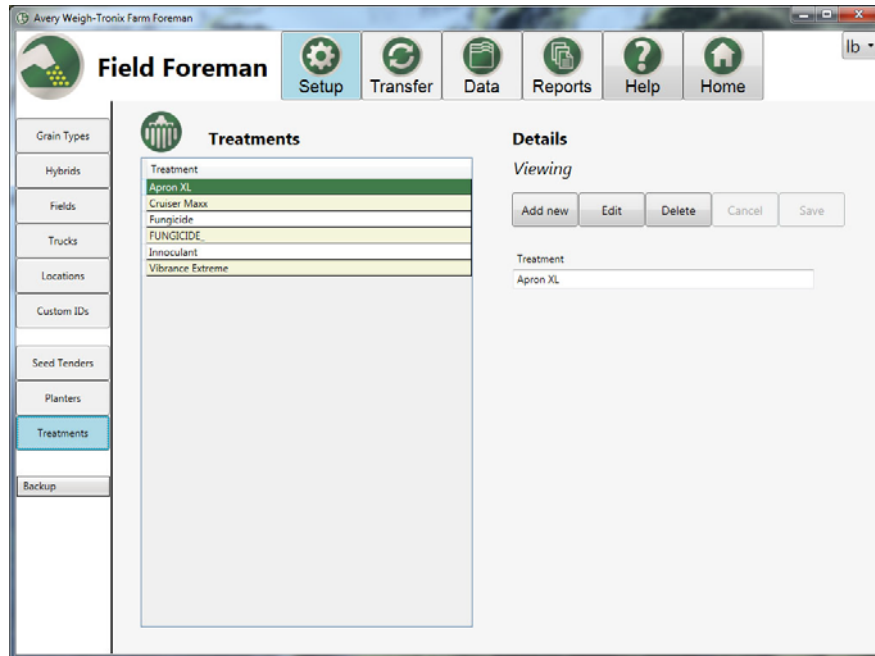 Avery Weigh-Tronix Farm Foreman
Field Foreman
Setup
Transfer
Data
Reports
Help
Home
lb
Grain Types
Hybrids
Fields
Trucks
Locations
Custom IDs
Seed Tenders
Planters
Treatments
Backup
Treatments
Treatment
Apron XL
Cruiser Maxx
Fungicide
FUNGICIDE_
Innoculant
Vibrance Extreme
Details
Viewing
Add new
Edit
Delete
Cancel
Save
Treatment
Apron XL